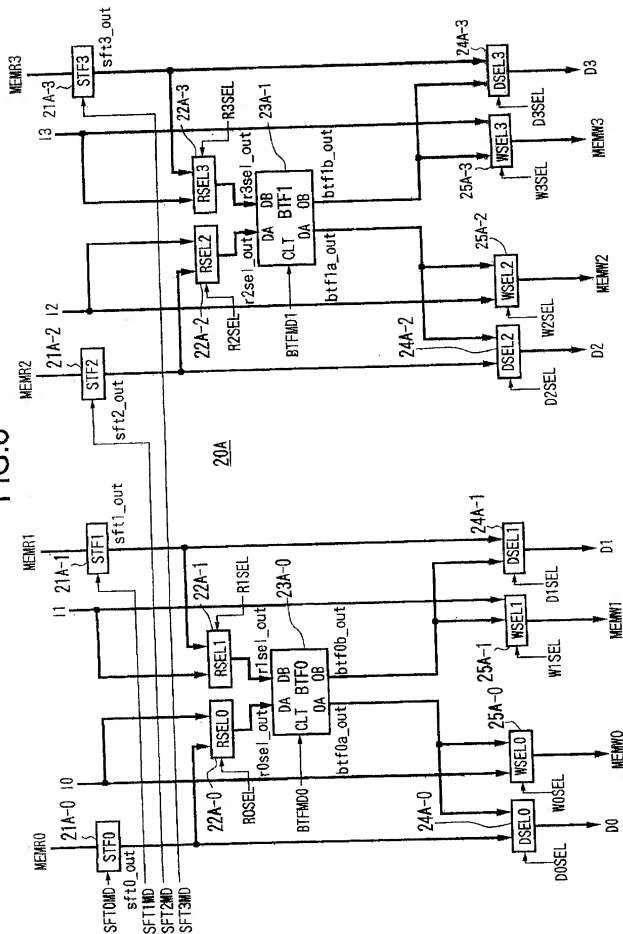 FIG.6
MEMR0
I0
I1
MEMR1
MEMR2
I2
I3
MEMR3
21A-0
21A-1
21A-2
21A-3
SFT0MD
STF0
STF1
STF2
STF3
sft0_out
sft1_out
sft2_out
sft3_out
SFT1MD
SFT2MD
SFT3MD
22A-0
22A-1
22A-2
22A-3
RSEL0
RSEL1
RSEL2
RSEL3
R0SEL
R1SEL
R2SEL
R3SEL
r0sel_out
r1sel_out
r2sel_out
r3sel_out
20A
23A-0
23A-1
DA DB
BTF0
CLT
OA OB
DA DB
BTF1
CLT
OA OB
BTFMD0
BTFMD1
btf0a_out
btf0b_out
btf1a_out
btf1b_out
24A-0
25A-0
25A-1
24A-1
24A-2
25A-2
25A-3
24A-3
DSEL0
WSEL0
WSEL1
DSEL1
DSEL2
WSEL2
WSEL3
DSEL3
D0SEL
W0SEL
W1SEL
D1SEL
D2SEL
W2SEL
W3SEL
D3SEL
D0
MEMW0
MEMW1
D1
D2
MEMW2
MEMW3
D3